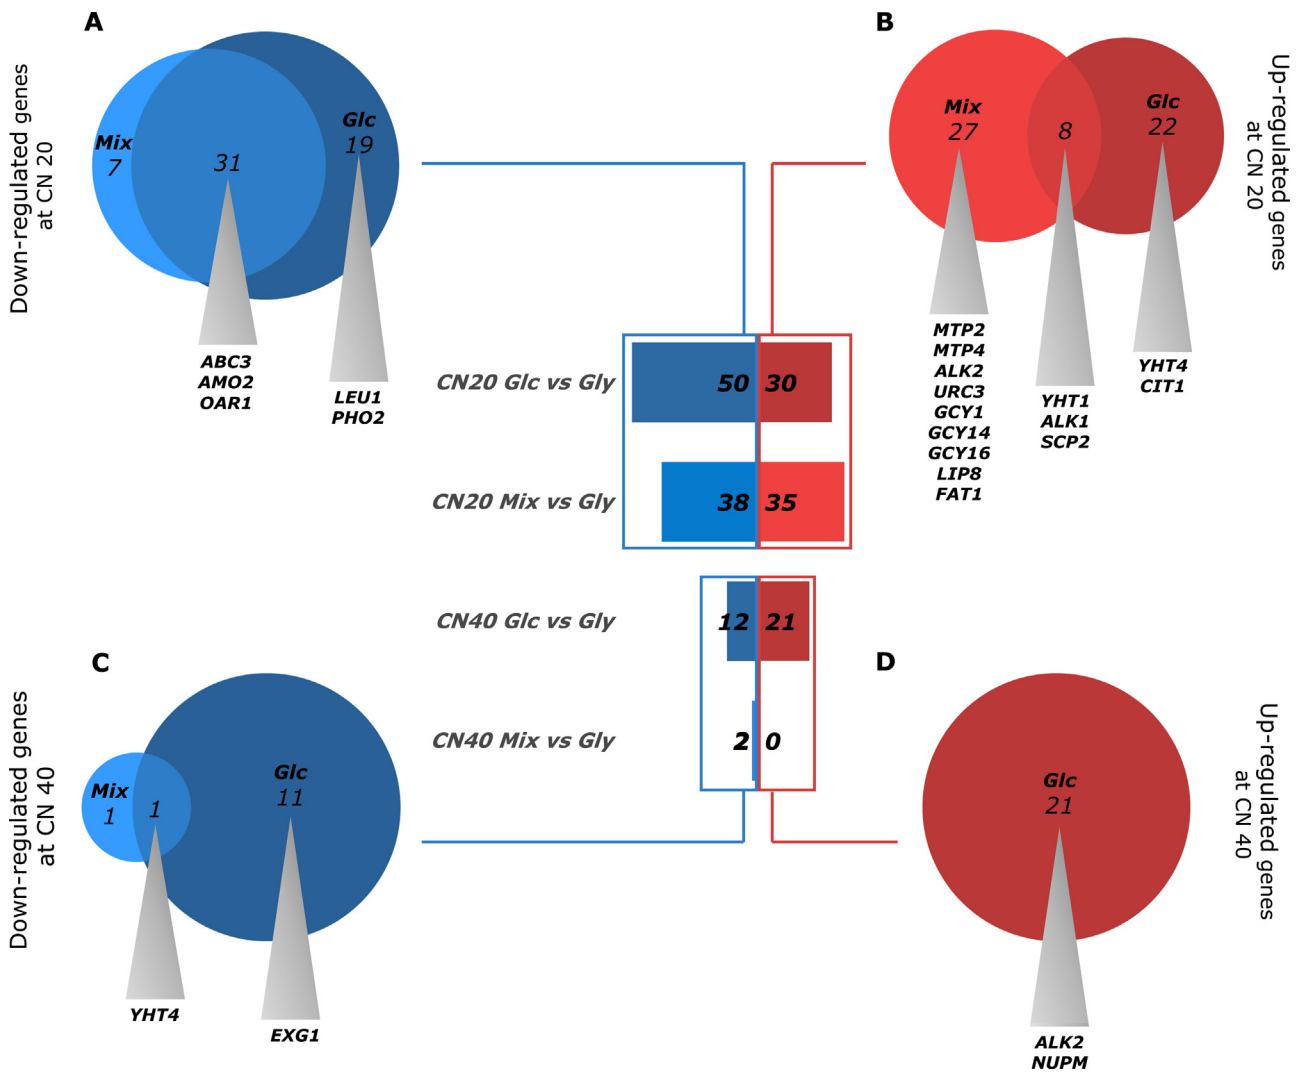 A
Down-regulated genes
at CN 20
Mix
7
31
Glc
19
ABC3
AMO2
OAR1
LEU1
PHO2
B
Up-regulated genes
at CN 20
Mix
27
8
Glc
22
MTP2
MTP4
ALK2
URC3
GCY1
GCY14
GCY16
LIP8
FAT1
YHT1
ALK1
SCP2
YHT4
CIT1
CN20 Glc vs Gly 50 30
CN20 Mix vs Gly 38 35
CN40 Glc vs Gly 12 21
CN40 Mix vs Gly 2 0
C
Down-regulated genes
at CN 40
Mix
1
1
Glc
11
YHT4
EXG1
D
Up-regulated genes
at CN 40
Glc
21
ALK2
NUPM